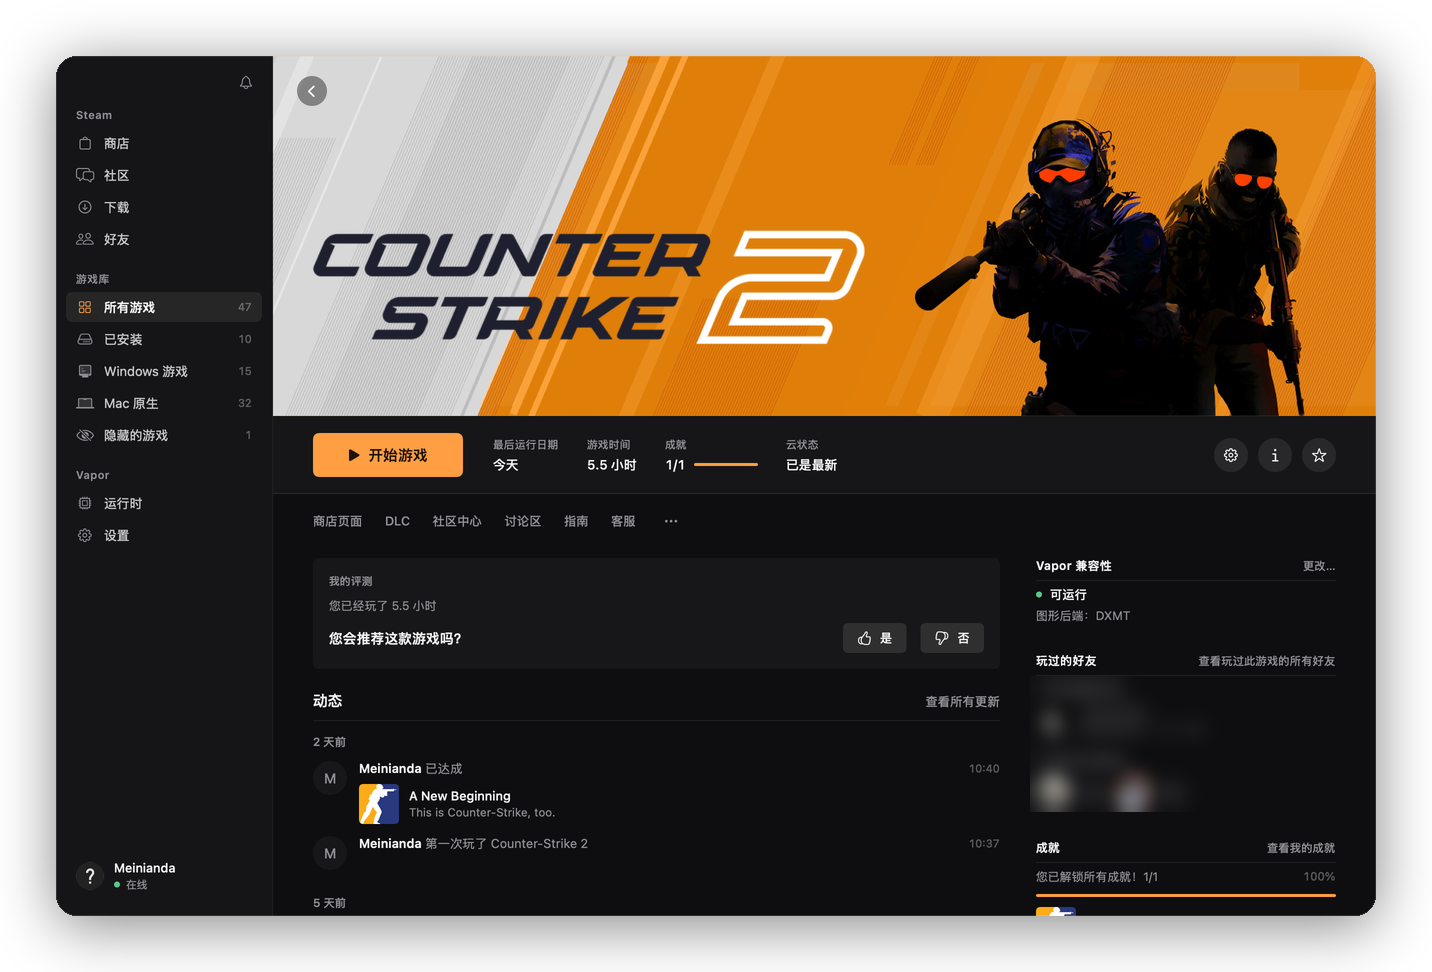 Steam
商店
社区
下载
好友
游戏库
所有游戏 47
已安装 10
Windows 游戏 15
Mac 原生 32
隐藏的游戏 1
Vapor
运行时
设置
Meinianda
在线
COUNTER
STRIKE 2
开始游戏
最后运行日期
今天
游戏时间
5.5 小时
成就
1/1
云状态
已是最新
商店页面 DLC 社区中心 讨论区 指南 客服
我的评测
您已经玩了 5.5 小时
您会推荐这款游戏吗?
是
否
动态 查看所有更新
2 天前
M
Meinianda 已达成 10:40
A New Beginning
This is Counter-Strike, too.
M
Meinianda 第一次玩了 Counter-Strike 2 10:37
5 天前
Vapor 兼容性 更改...
可运行
图形后端：DXMT
玩过的好友 查看玩过此游戏的所有好友
成就 查看我的成就
您已解锁所有成就！1/1 100%